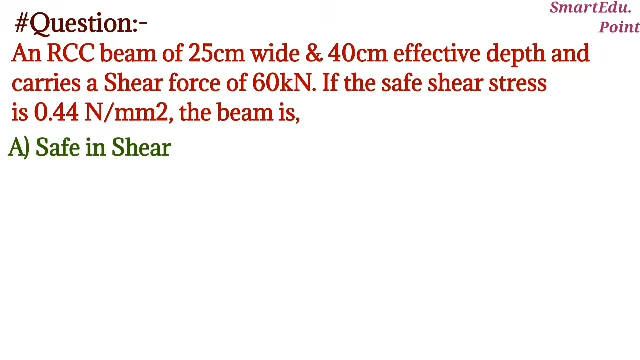 SmartEdu.
Point
#Question:-
An RCC beam of 25cm wide & 40cm effective depth and
carries a Shear force of 60kN. If the safe shear stress
is 0.44 N/mm2, the beam is,
A) Safe in Shear